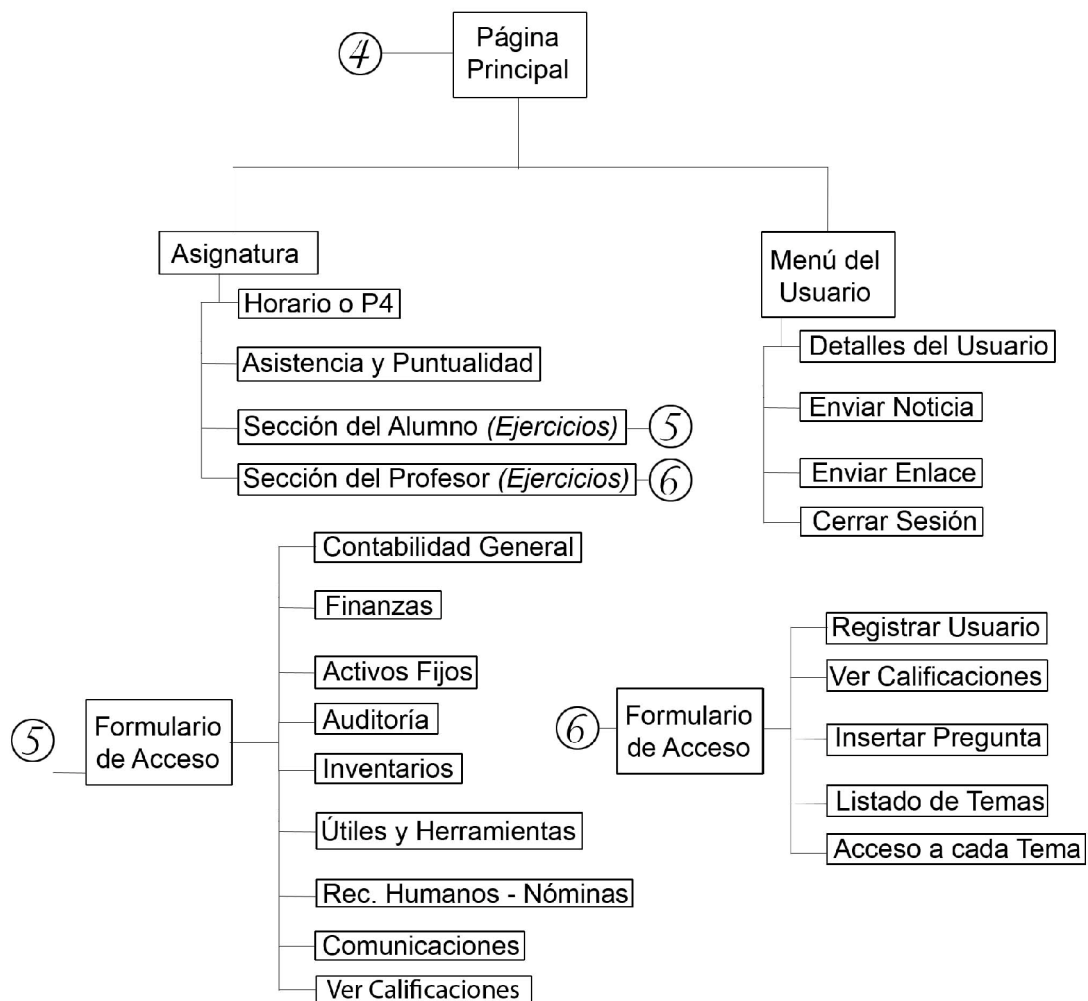 4
Página
Principal
Asignatura
Horario o P4
Asistencia y Puntualidad
Sección del Alumno (Ejercicios)
5
Sección del Profesor (Ejercicios)
6
Menú del
Usuario
Detalles del Usuario
Enviar Noticia
Enviar Enlace
Cerrar Sesión
5
Formulario
de Acceso
Contabilidad General
Finanzas
Activos Fijos
Auditoría
Inventarios
Útiles y Herramientas
Rec. Humanos - Nóminas
Comunicaciones
Ver Calificaciones
6
Formulario
de Acceso
Registrar Usuario
Ver Calificaciones
Insertar Pregunta
Listado de Temas
Acceso a cada Tema